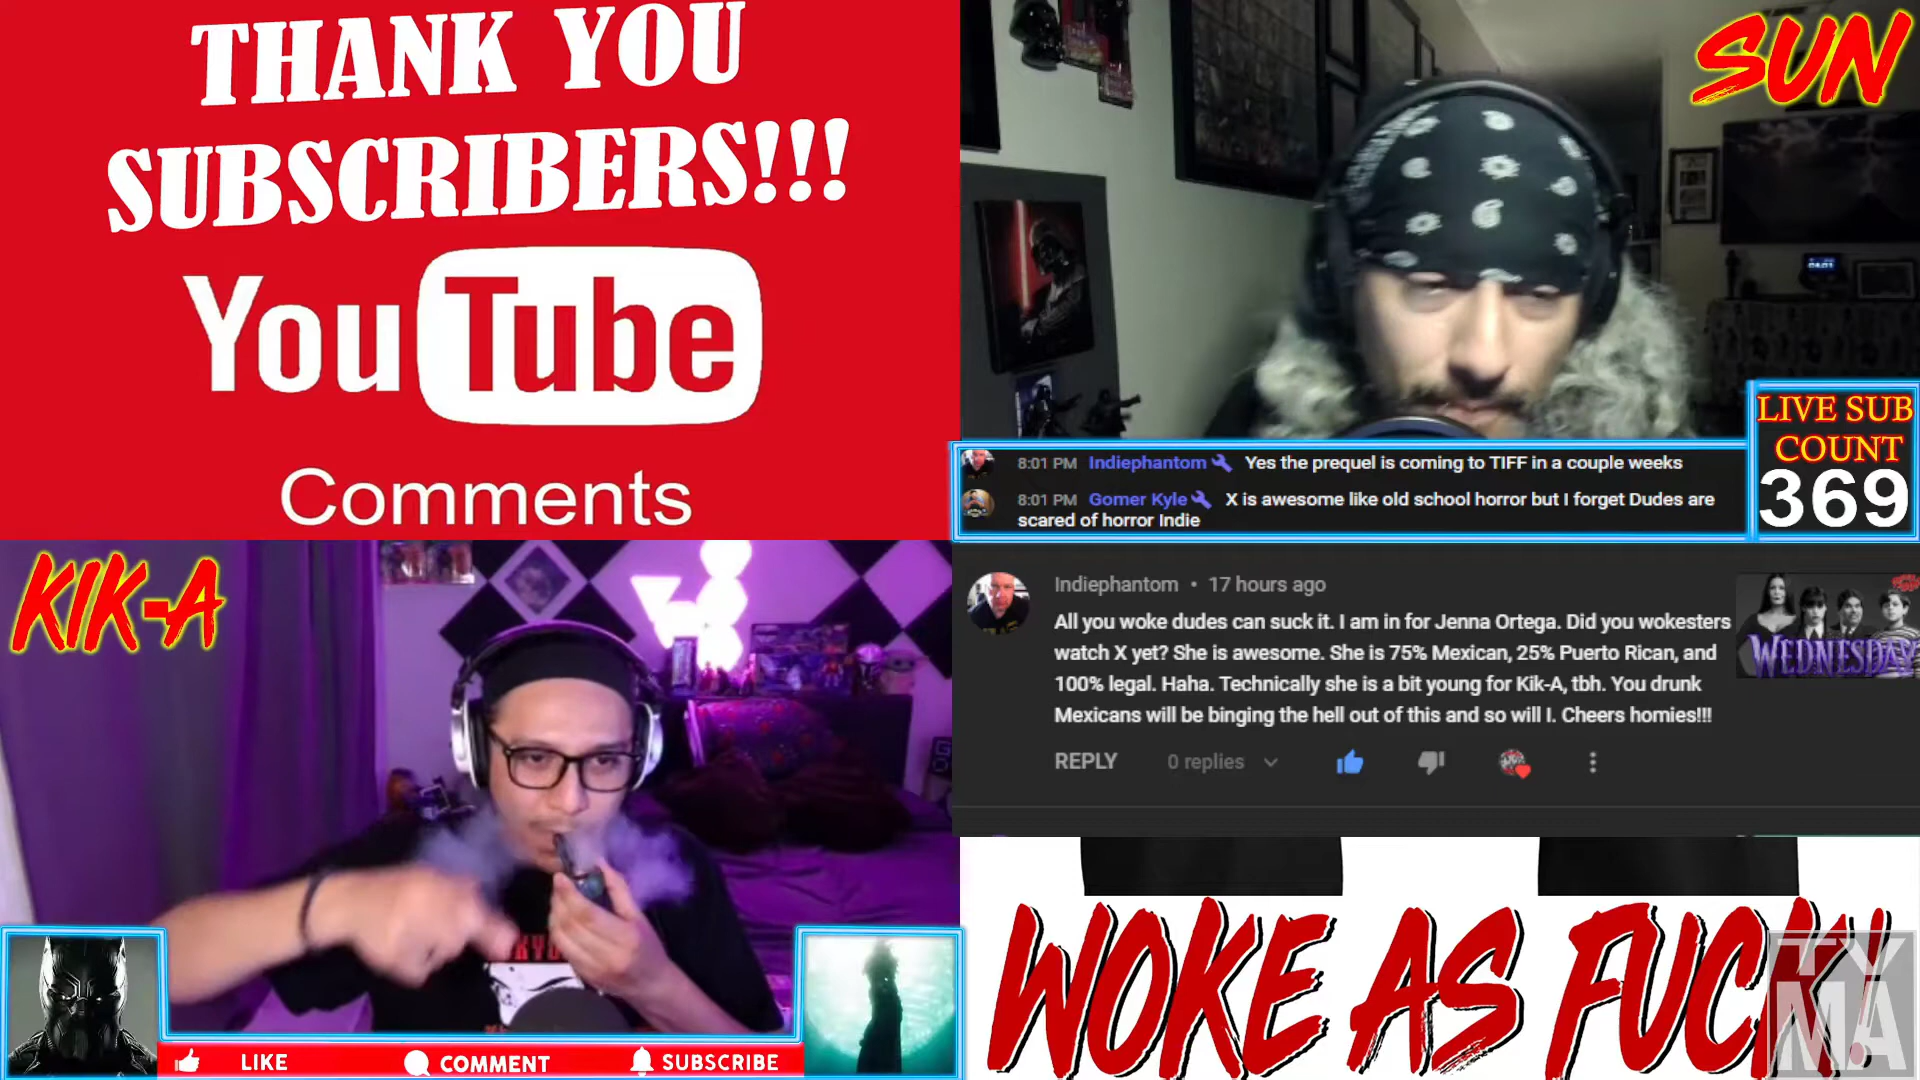 THANK YOU
SUBSCRIBERS!!!
YouTube
Comments
SUN
LIVE SUB
COUNT
369
8:01 PM Indiephantom Yes the prequel is coming to TIFF in a couple weeks
8:01 PM Gomer Kyle X is awesome like old school horror but I forget Dudes are
scared of horror Indie
KIK-A
Indiephantom • 17 hours ago
All you woke dudes can suck it. I am in for Jenna Ortega. Did you wokesters
watch X yet? She is awesome. She is 75% Mexican, 25% Puerto Rican, and
100% legal. Haha. Technically she is a bit young for Kik-A, tbh. You drunk
Mexicans will be binging the hell out of this and so will I. Cheers homies!!!
WEDNESDAY
REPLY 0 replies
LIKE
COMMENT
SUBSCRIBE
WOKE AS FUCK
TY
MA